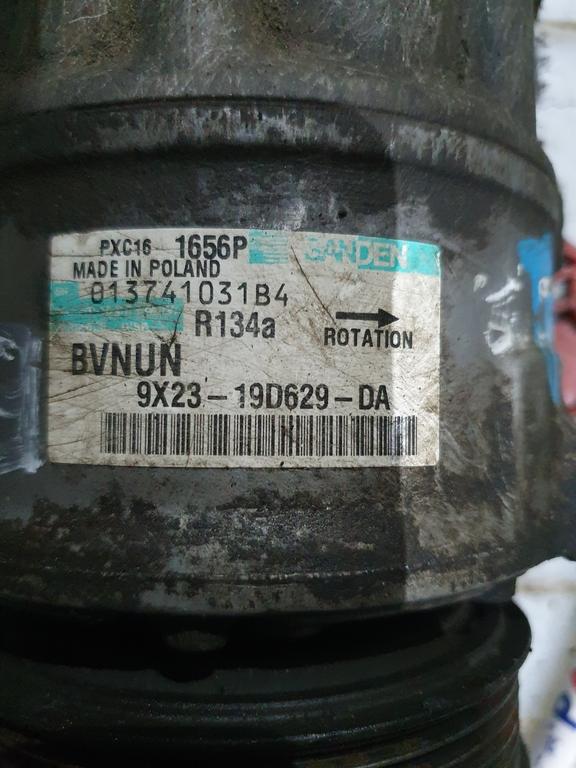 PXC16 1656P SANDEN
MADE IN POLAND
013741031B4
R134a
ROTATION
BVNUN
9X23-19D629-DA